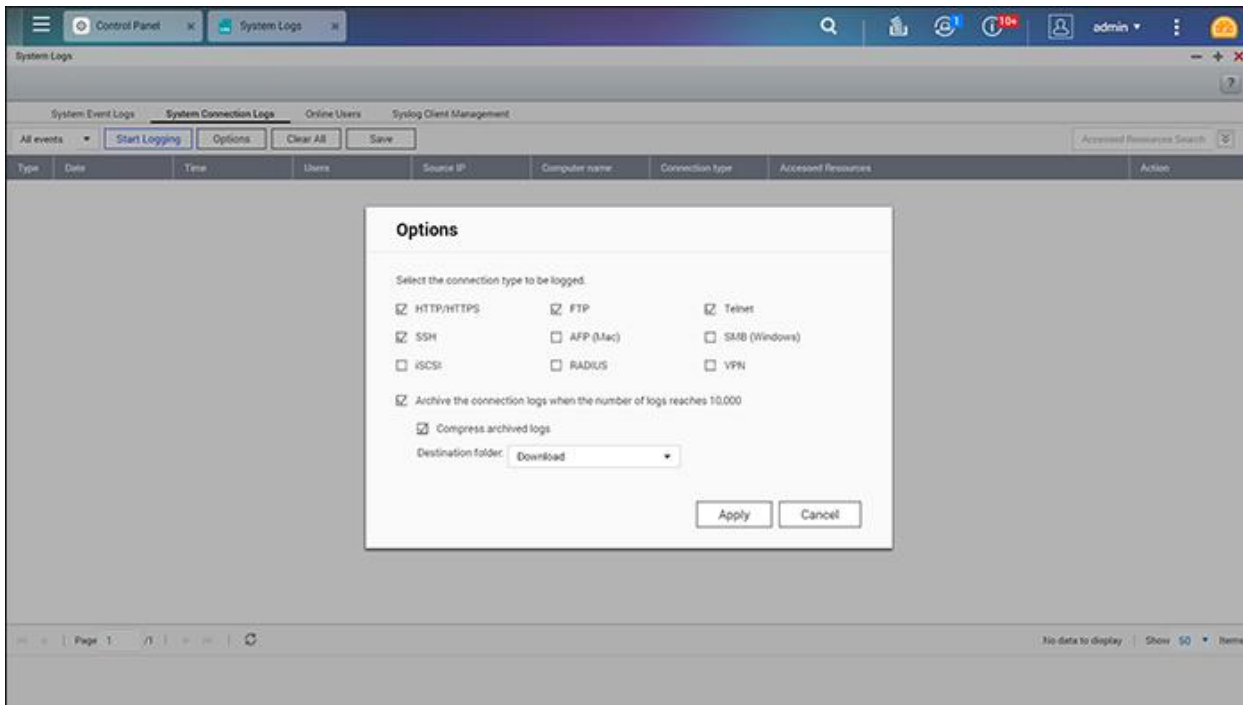 Control Panel × System Logs ×
1 10+ admin
System Logs
?
System Event Logs System Connection Logs Online Users Syslog Client Management
All events Start Logging Options Clear All Save Accessed Resources Search
Type Date Time Users Source IP Computer name Connection type Accessed Resources Action
Options
Select the connection type to be logged.
HTTP/HTTPS FTP Telnet
SSH AFP (Mac) SMB (Windows)
iSCSI RADIUS VPN
Archive the connection logs when the number of logs reaches 10,000
Compress archived logs
Destination folder: Download
Apply Cancel
Page 1 /1 No data to display Show 50 Items